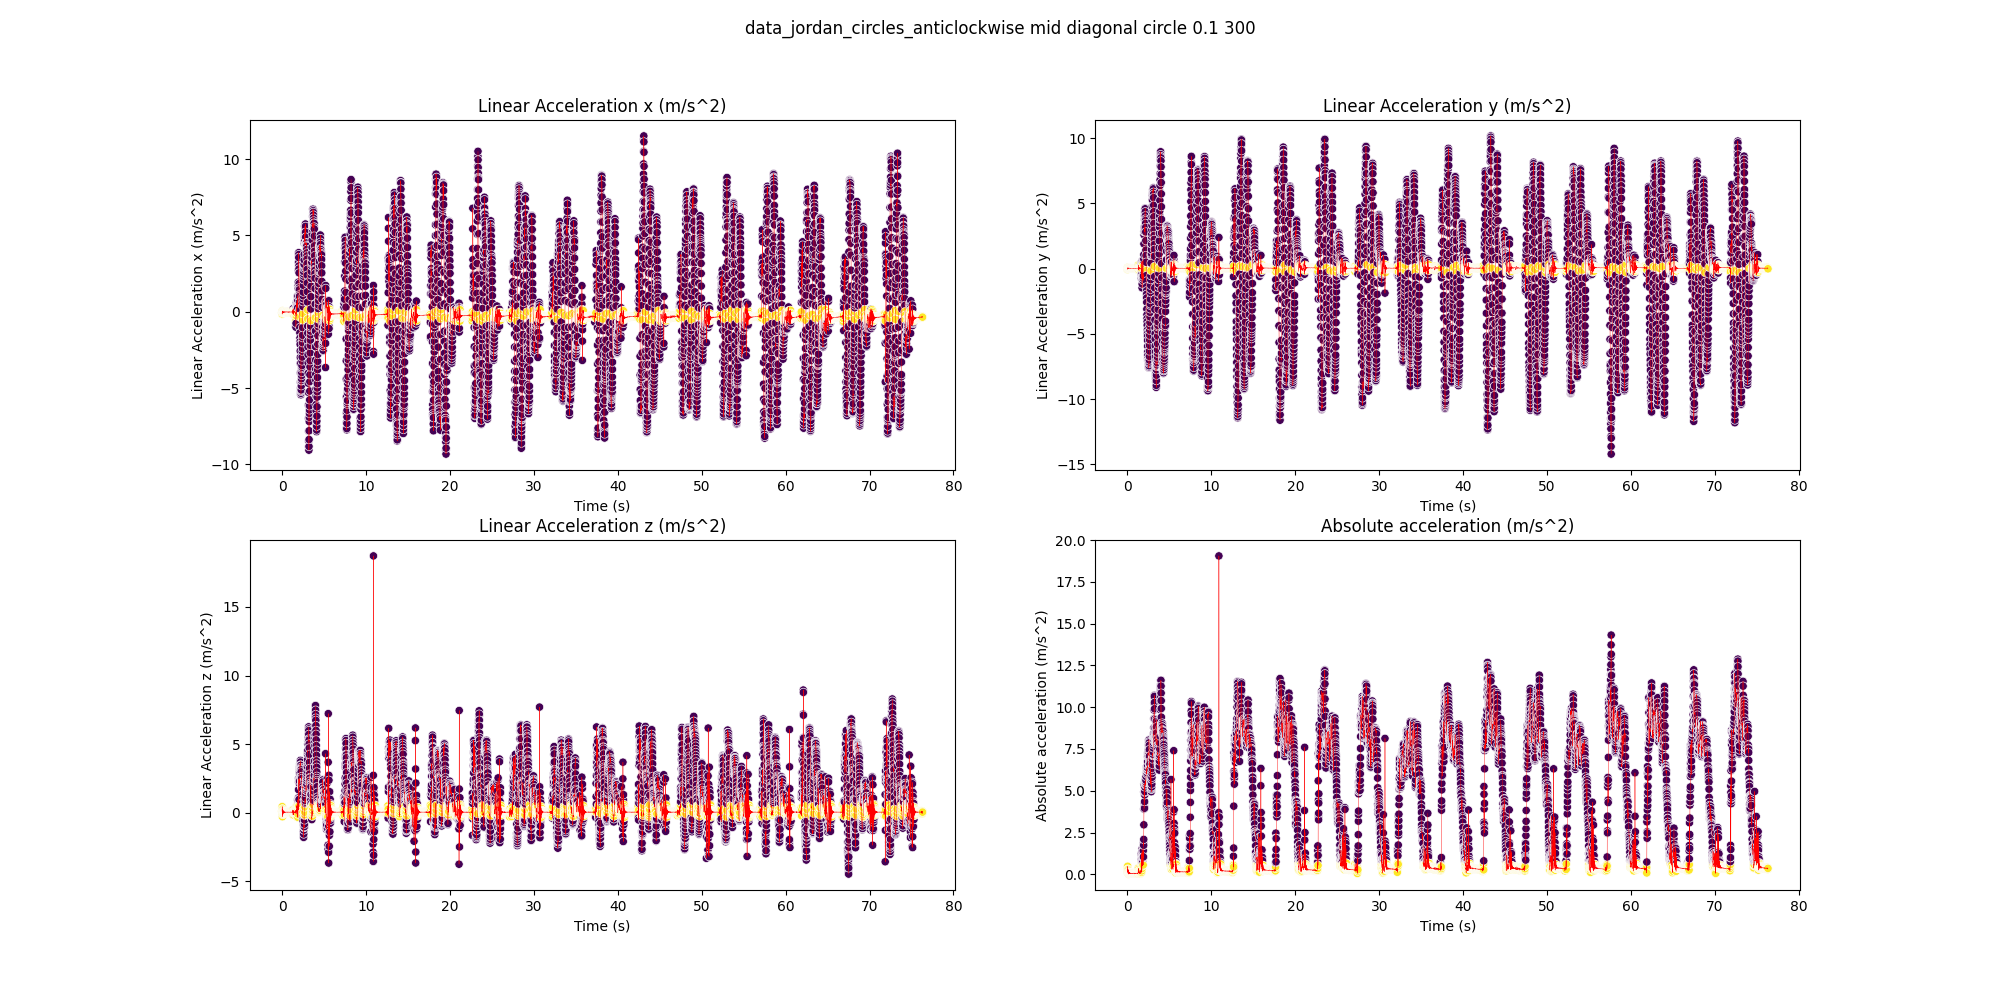 data_jordan_circles_anticlockwise mid diagonal circle 0.1 300
Linear Acceleration x (m/s^2)
Linear Acceleration x (m/s^2)
10
5
0
−5
−10
0 10 20 30 40 50 60 70 80
Time (s)
Linear Acceleration y (m/s^2)
Linear Acceleration y (m/s^2)
10
5
0
−5
−10
−15
0 10 20 30 40 50 60 70 80
Time (s)
Linear Acceleration z (m/s^2)
Linear Acceleration z (m/s^2)
15
10
5
0
−5
0 10 20 30 40 50 60 70 80
Time (s)
Absolute acceleration (m/s^2)
Absolute acceleration (m/s^2)
20.0
17.5
15.0
12.5
10.0
7.5
5.0
2.5
0.0
0 10 20 30 40 50 60 70 80
Time (s)